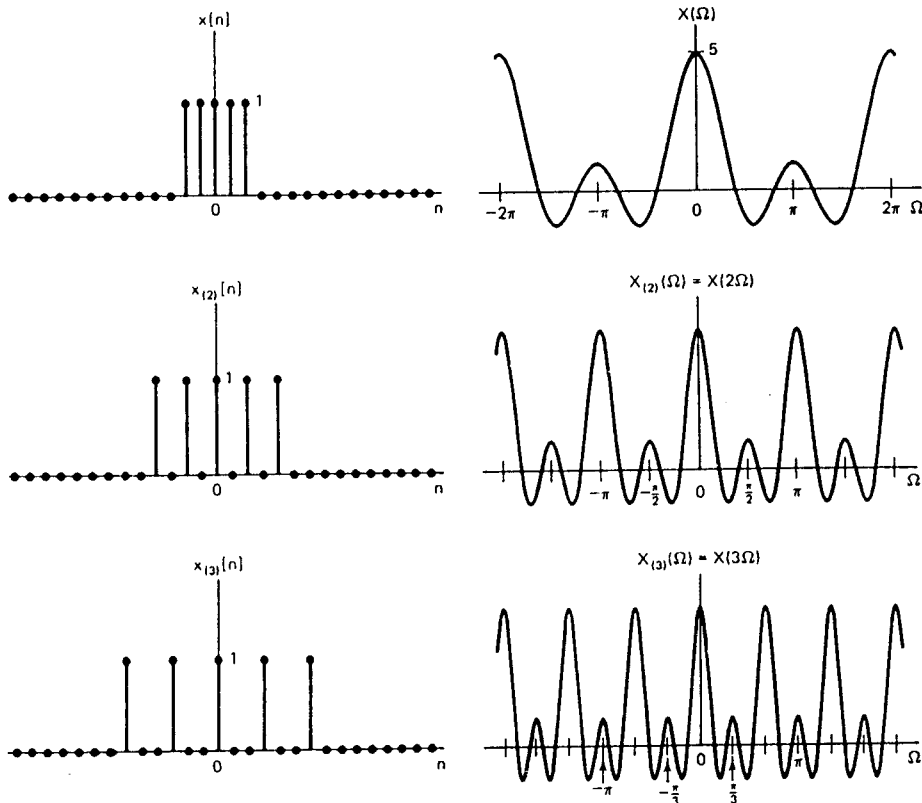 x[n]
1
0
n
X(Ω)
5
−2π
−π
0
π
2π
Ω
x(2)[n]
1
0
n
X(2)(Ω) = X(2Ω)
−π
−π/2
0
π/2
π
Ω
x(3)[n]
1
0
n
X(3)(Ω) = X(3Ω)
−π
−π/3
0
π/3
π
Ω